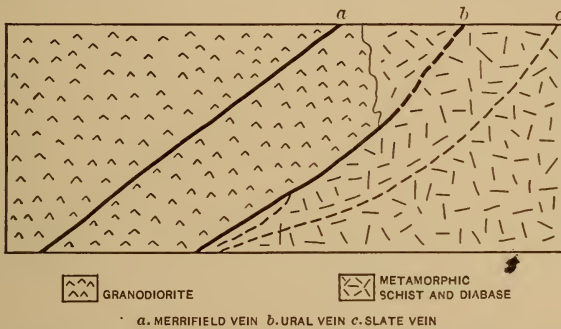 a b c
GRANODIORITE
METAMORPHIC
SCHIST AND DIABASE
a. MERRIFIELD VEIN b. URAL VEIN c. SLATE VEIN